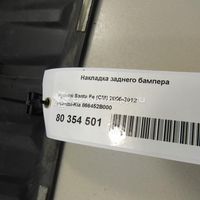 Накладка заднего бампера
Hyundai Santa Fe (CM) 2006-2012
Hyundai-Kia 866452B000
80 354 501